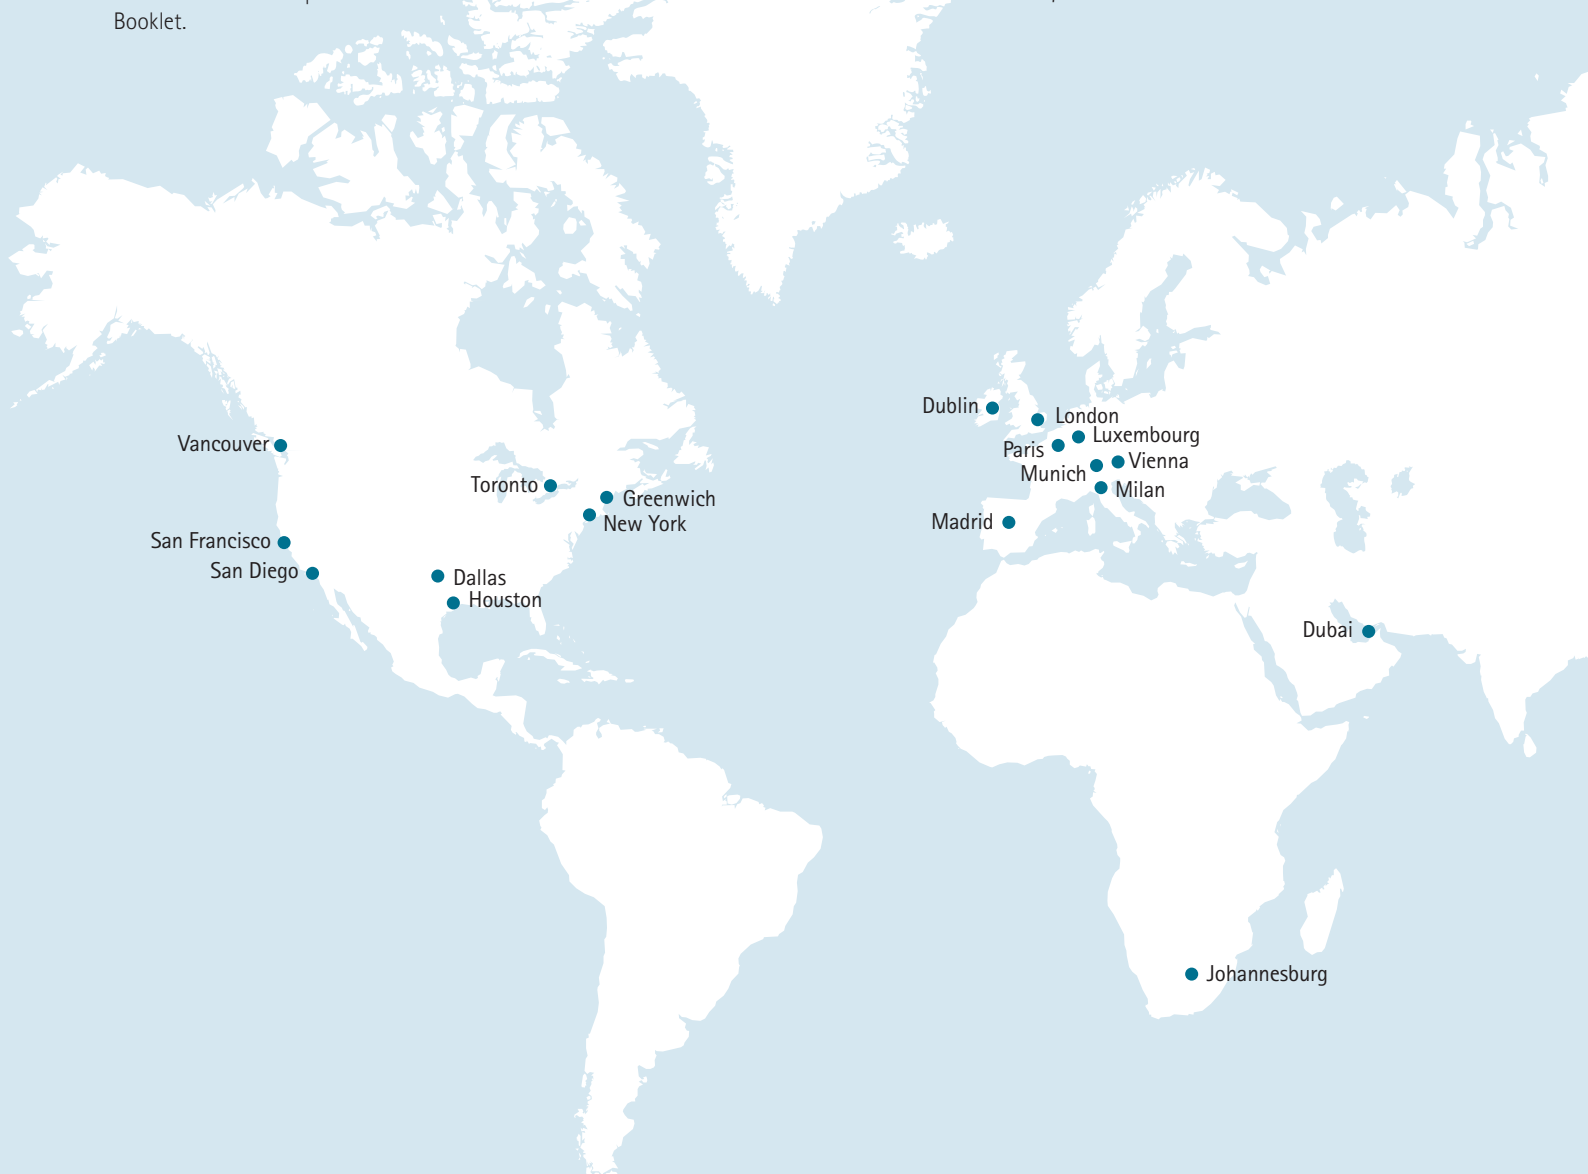 Booklet.
Dublin
London
Vancouver
Luxembourg
Paris
Vienna
Munich
Toronto
Milan
Greenwich
Madrid
New York
San Francisco
San Diego
Dallas
Houston
Dubai
Johannesburg